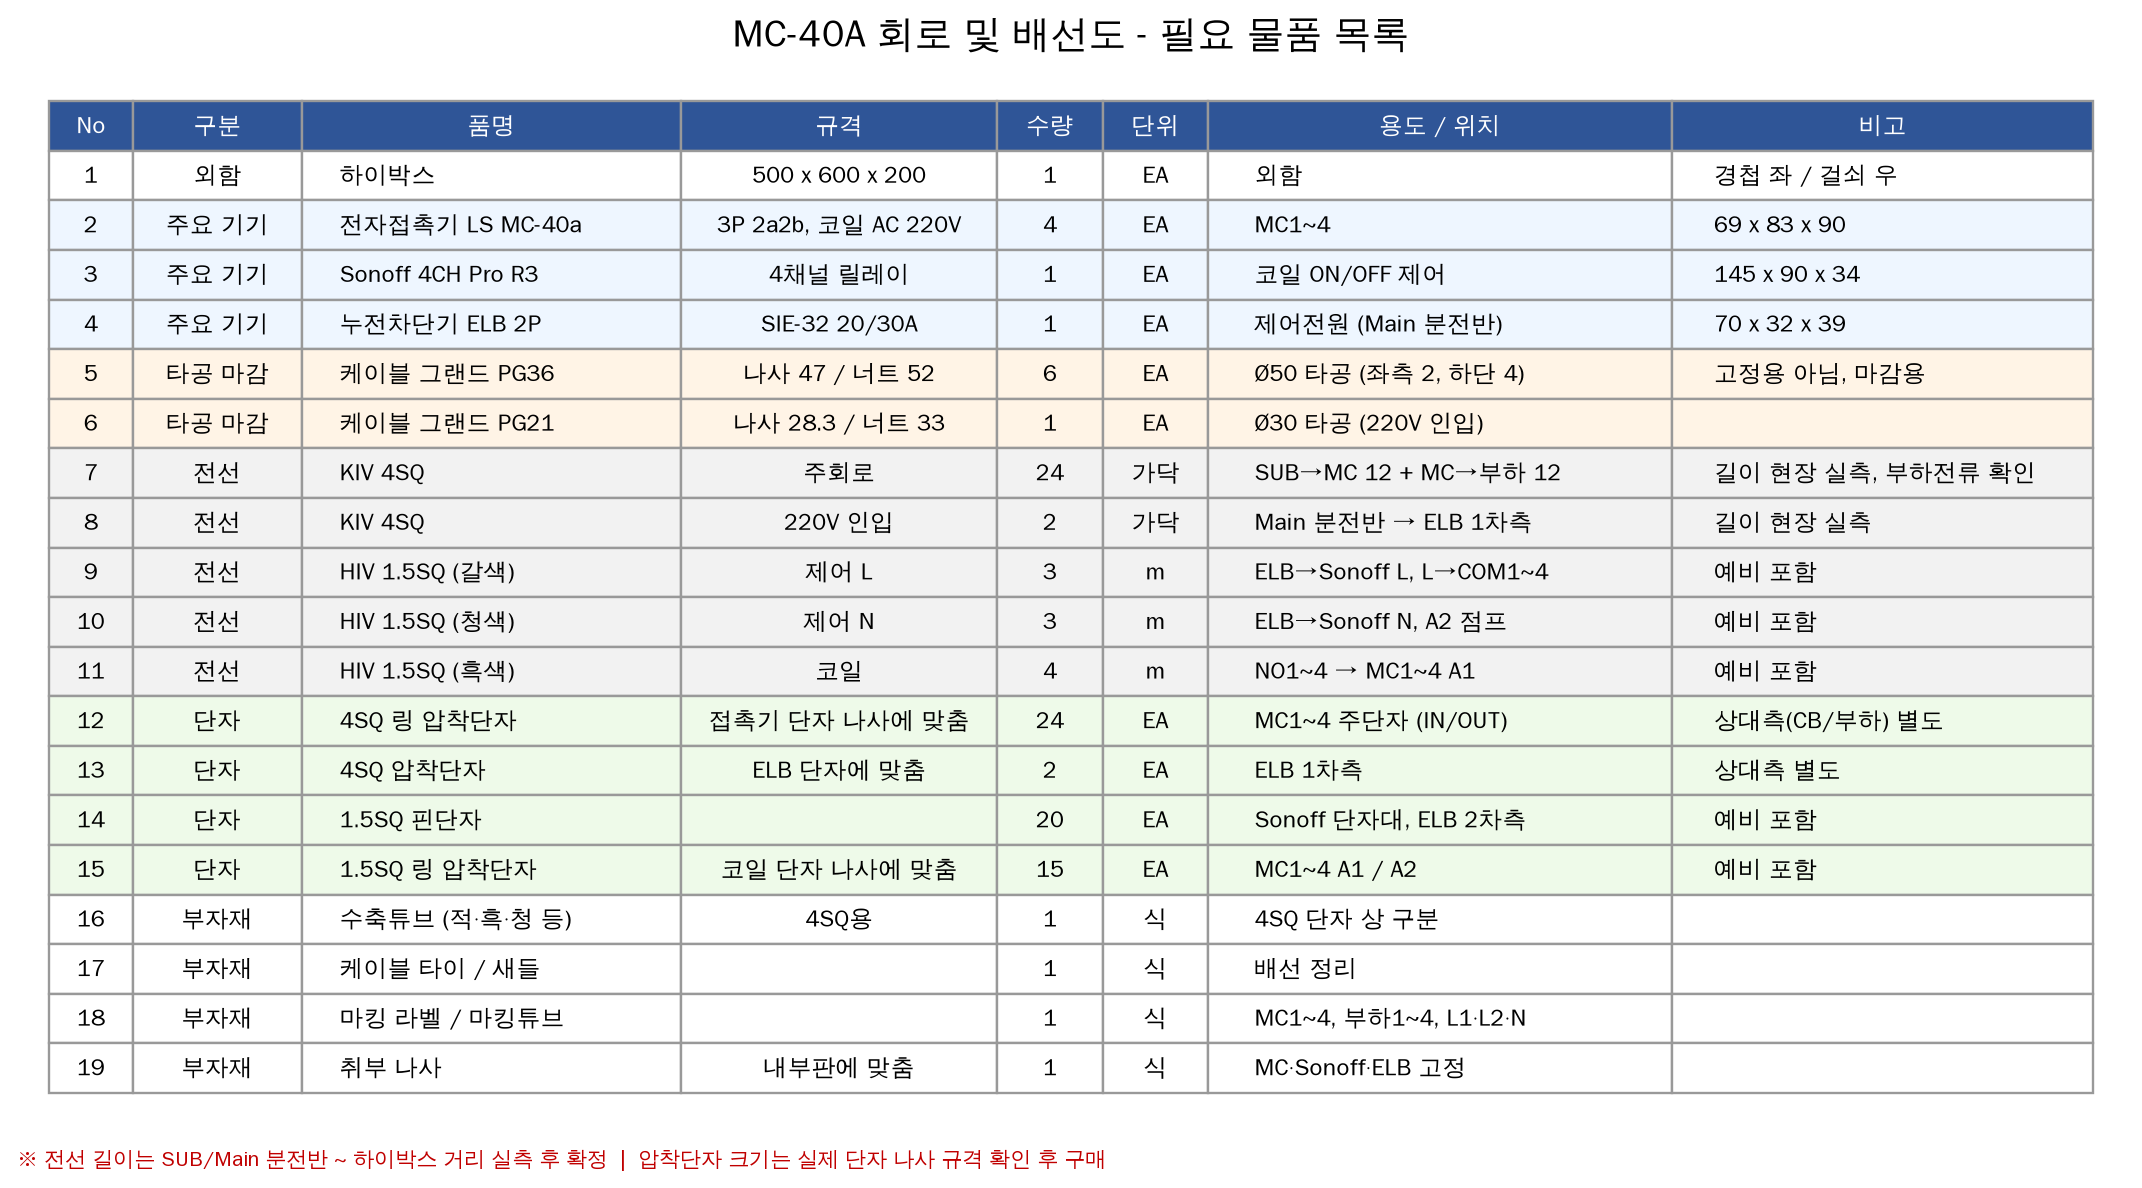 MC-40A 회로 및 배선도 - 필요 물품 목록
No 구분 품명 규격 수량 단위 용도 / 위치 비고
1 외함 하이박스 500 x 600 x 200 1 EA 외함 경첩 좌 / 걸쇠 우
2 주요 기기 전자접촉기 LS MC-40a 3P 2a2b, 코일 AC 220V 4 EA MC1~4 69 x 83 x 90
3 주요 기기 Sonoff 4CH Pro R3 4채널 릴레이 1 EA 코일 ON/OFF 제어 145 x 90 x 34
4 주요 기기 누전차단기 ELB 2P SIE-32 20/30A 1 EA 제어전원 (Main 분전반) 70 x 32 x 39
5 타공 마감 케이블 그랜드 PG36 나사 47 / 너트 52 6 EA Ø50 타공 (좌측 2, 하단 4) 고정용 아님, 마감용
6 타공 마감 케이블 그랜드 PG21 나사 28.3 / 너트 33 1 EA Ø30 타공 (220V 인입)
7 전선 KIV 4SQ 주회로 24 가닥 SUB→MC 12 + MC→부하 12 길이 현장 실측, 부하전류 확인
8 전선 KIV 4SQ 220V 인입 2 가닥 Main 분전반 → ELB 1차측 길이 현장 실측
9 전선 HIV 1.5SQ (갈색) 제어 L 3 m ELB→Sonoff L, L→COM1~4 예비 포함
10 전선 HIV 1.5SQ (청색) 제어 N 3 m ELB→Sonoff N, A2 점프 예비 포함
11 전선 HIV 1.5SQ (흑색) 코일 4 m NO1~4 → MC1~4 A1 예비 포함
12 단자 4SQ 링 압착단자 접촉기 단자 나사에 맞춤 24 EA MC1~4 주단자 (IN/OUT) 상대측(CB/부하) 별도
13 단자 4SQ 압착단자 ELB 단자에 맞춤 2 EA ELB 1차측 상대측 별도
14 단자 1.5SQ 핀단자 20 EA Sonoff 단자대, ELB 2차측 예비 포함
15 단자 1.5SQ 링 압착단자 코일 단자 나사에 맞춤 15 EA MC1~4 A1 / A2 예비 포함
16 부자재 수축튜브 (적·흑·청 등) 4SQ용 1 식 4SQ 단자 상 구분
17 부자재 케이블 타이 / 새들 1 식 배선 정리
18 부자재 마킹 라벨 / 마킹튜브 1 식 MC1~4, 부하1~4, L1·L2·N
19 부자재 취부 나사 내부판에 맞춤 1 식 MC·Sonoff·ELB 고정
※ 전선 길이는 SUB/Main 분전반 ~ 하이박스 거리 실측 후 확정 | 압착단자 크기는 실제 단자 나사 규격 확인 후 구매